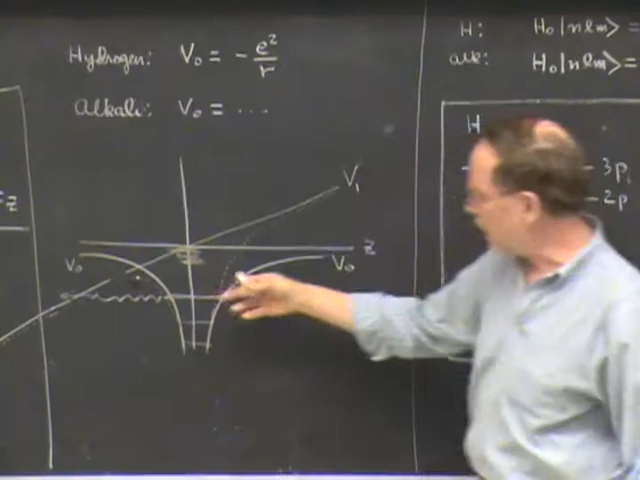 Hydrogen: V₀ = - e²/r
Alkali: V₀ = ...
V₁
z
V₀
V₀
z
H: H₀|nlm> =
alk: H₀|nlm> =
H
3p
2p